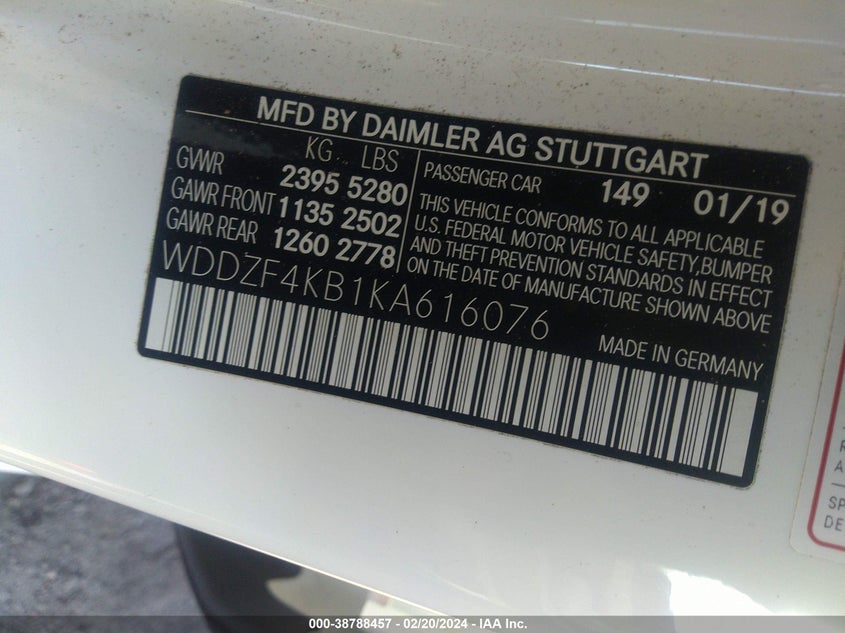 MFD BY DAIMLER AG STUTTGART
KG LBS
GVWR 2395 5280
GAWR FRONT 1135 2502
GAWR REAR 1260 2778
PASSENGER CAR 149 01/19
THIS VEHICLE CONFORMS TO ALL APPLICABLE
U.S. FEDERAL MOTOR VEHICLE SAFETY,BUMPER
AND THEFT PREVENTION STANDARDS IN EFFECT
ON THE DATE OF MANUFACTURE SHOWN ABOVE
WDDZF4KB1KA616076
MADE IN GERMANY
SP
DE
000-38788457 - 02/20/2024 - IAA Inc.